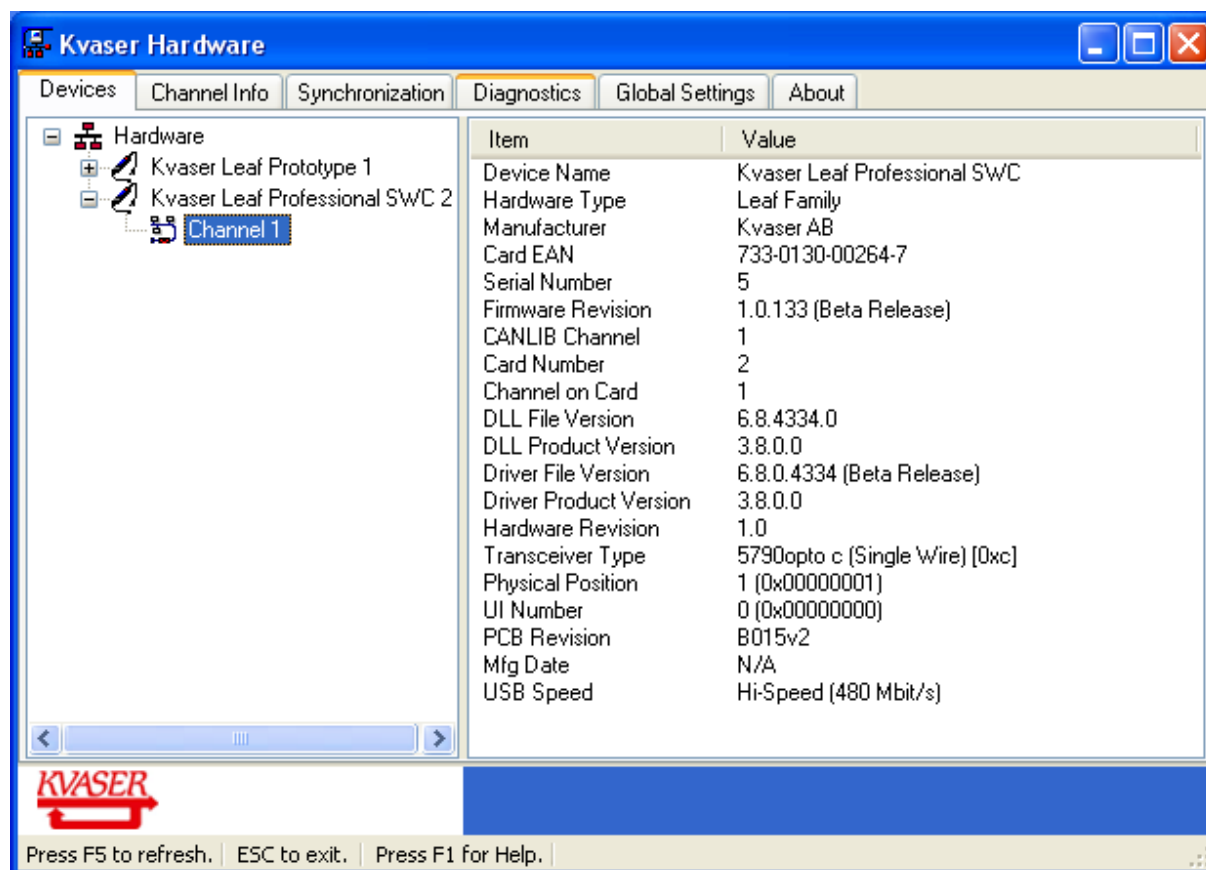 Kvaser Hardware
Devices Channel Info Synchronization Diagnostics Global Settings About
Hardware
Kvaser Leaf Prototype 1
Kvaser Leaf Professional SWC 2
Channel 1
Item Value
Device Name Kvaser Leaf Professional SWC
Hardware Type Leaf Family
Manufacturer Kvaser AB
Card EAN 733-0130-00264-7
Serial Number 5
Firmware Revision 1.0.133 (Beta Release)
CANLIB Channel 1
Card Number 2
Channel on Card 1
DLL File Version 6.8.4334.0
DLL Product Version 3.8.0.0
Driver File Version 6.8.0.4334 (Beta Release)
Driver Product Version 3.8.0.0
Hardware Revision 1.0
Transceiver Type 5790opto c (Single Wire) [0xc]
Physical Position 1 (0x00000001)
UI Number 0 (0x00000000)
PCB Revision B015v2
Mfg Date N/A
USB Speed Hi-Speed (480 Mbit/s)
KVASER
Press F5 to refresh. ESC to exit. Press F1 for Help.